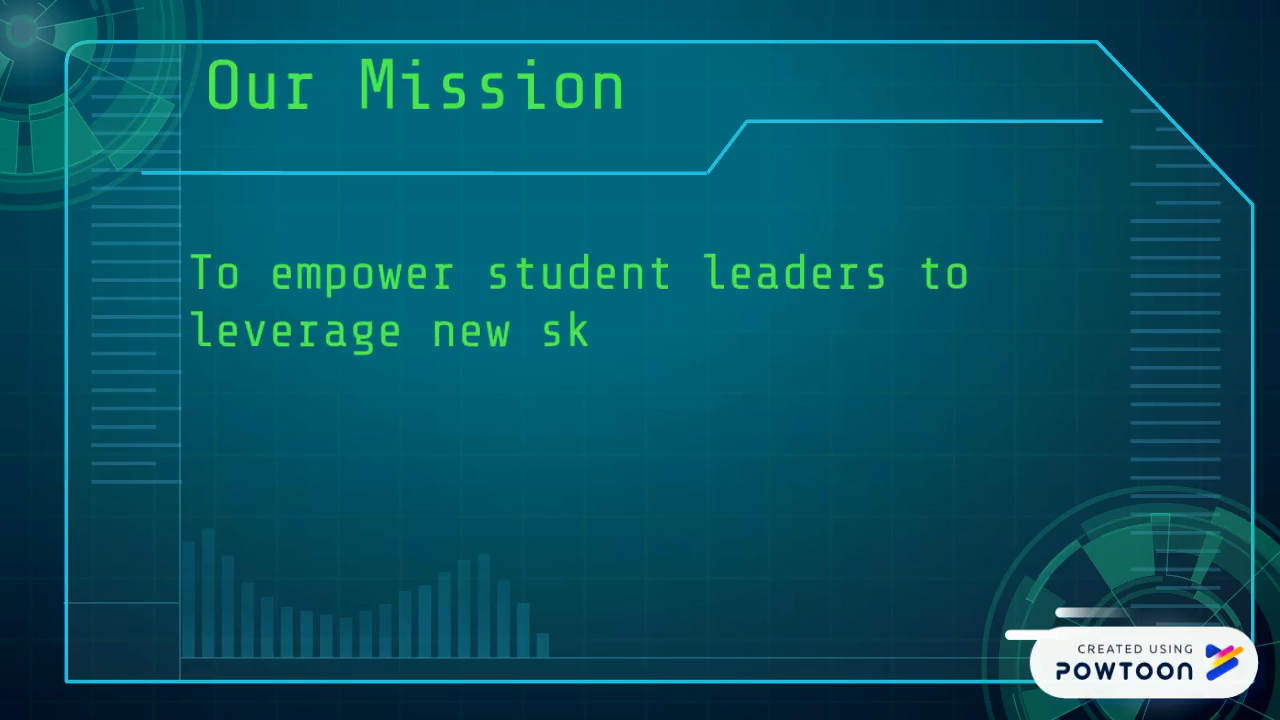 Our Mission
To empower student leaders to
leverage new sk
CREATED USING
POWTOON